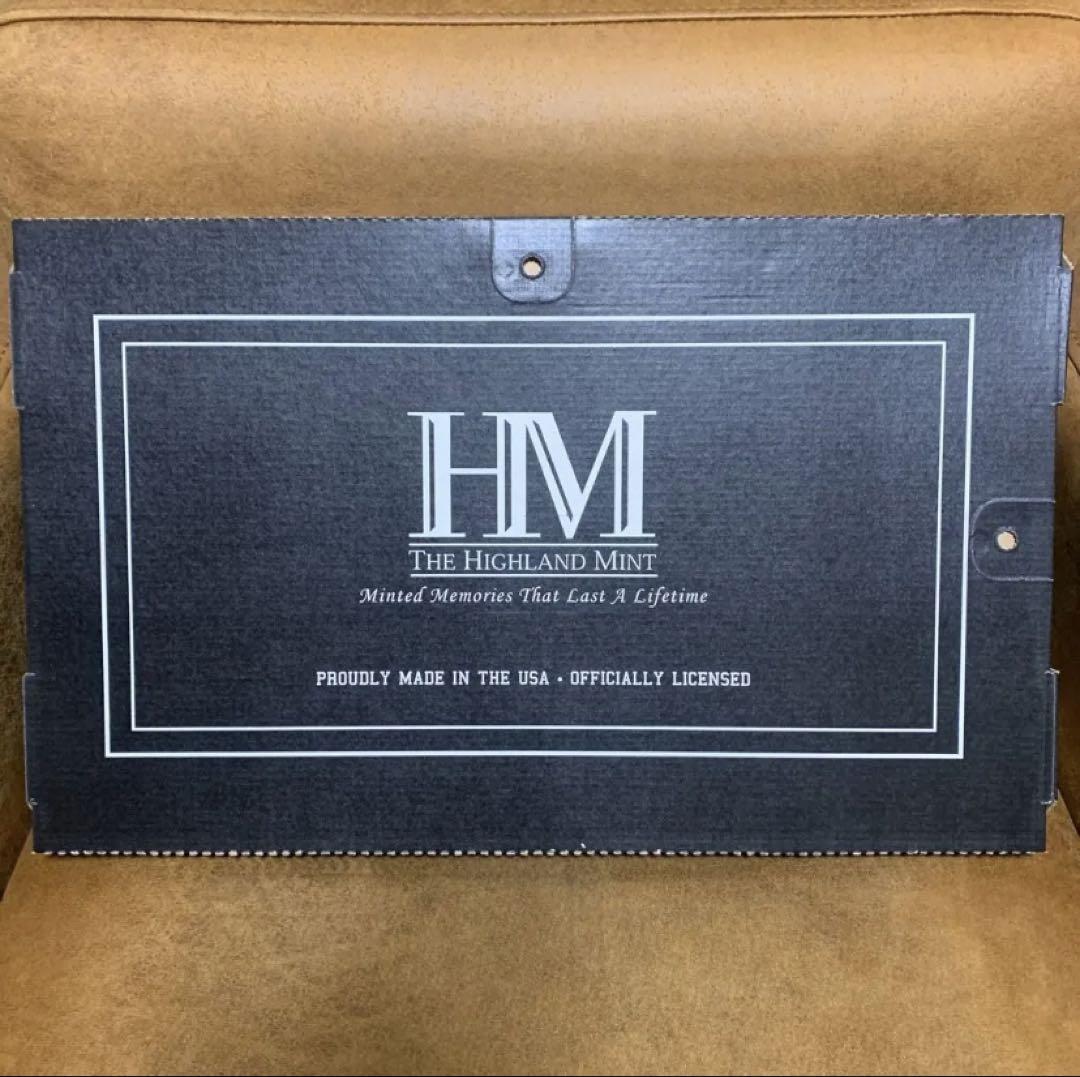 HM
THE HIGHLAND MINT
Minted Memories That Last A Lifetime
PROUDLY MADE IN THE USA • OFFICIALLY LICENSED